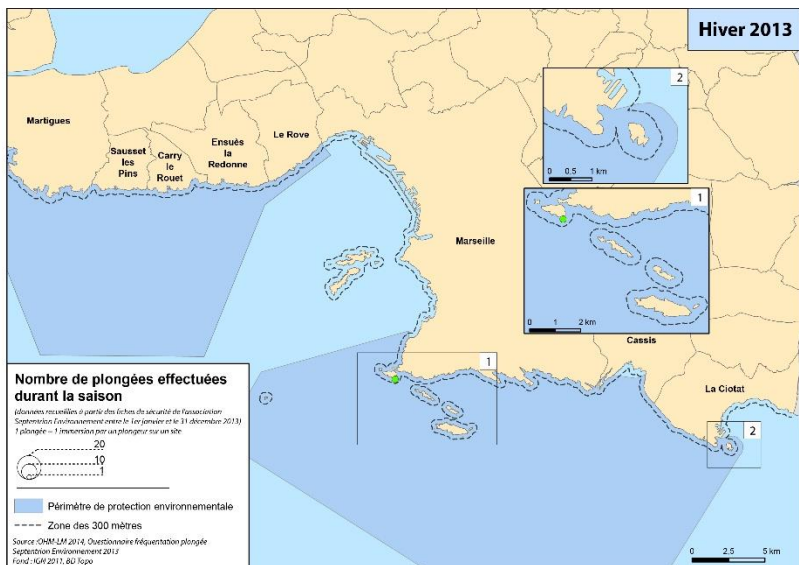 Hiver 2013
2
0 0.5 1 km
1
0 1 2 km
Martigues
Sausset
les
Pins
Carry
le
Rouet
Ensuès
la
Redonne
Le Rove
Marseille
Cassis
La Ciotat
1
2
Nombre de plongées effectuées
durant la saison
(données recueillies à partir des fiches de sécurité de l'association
Septentrion Environnement entre le 1er janvier et le 31 décembre 2013)
1 plongée = 1 immersion par un plongeur sur un site
20
10
1
Périmètre de protection environnementale
Zone des 300 mètres
Source :OHM-LM 2014, Questionnaire fréquentation plongée
Septentrion Environnement 2013
Fond : IGN 2011, BD Topo
0 2.5 5 km